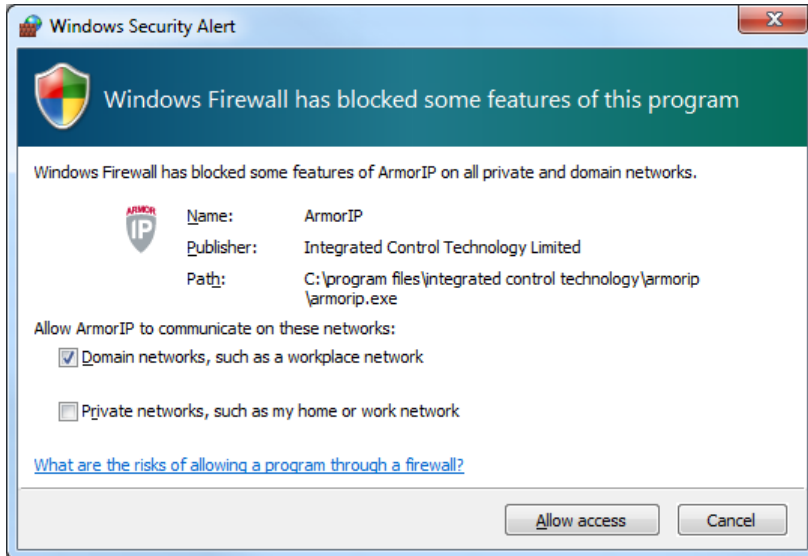 Windows Security Alert
Windows Firewall has blocked some features of this program
Windows Firewall has blocked some features of ArmorIP on all private and domain networks.
ARMOR
IP
Name: ArmorIP
Publisher: Integrated Control Technology Limited
Path: C:\program files\integrated control technology\armorip
\armorip.exe
Allow ArmorIP to communicate on these networks:
Domain networks, such as a workplace network
Private networks, such as my home or work network
What are the risks of allowing a program through a firewall?
Allow access Cancel